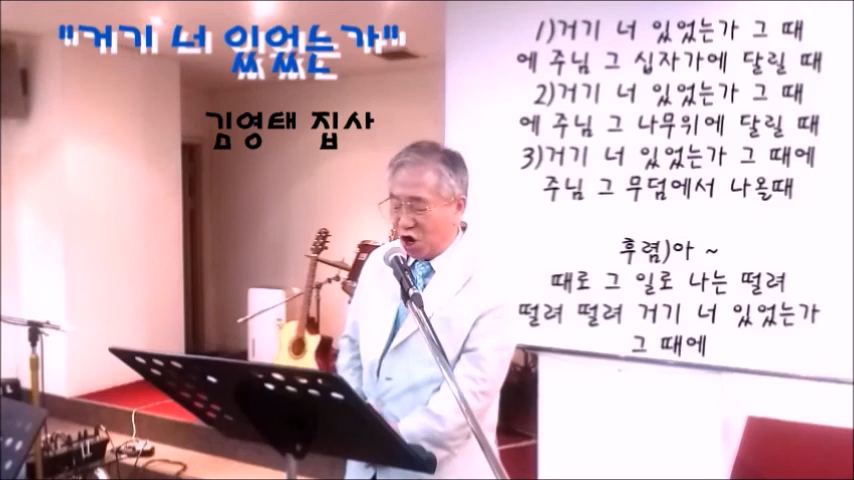 "거기 너 있었는가"
김영태 집사
1)거기 너 있었는가 그 때
에 주님 그 십자가에 달릴 때
2)거기 너 있었는가 그 때
에 주님 그 나무위에 달릴 때
3)거기 너 있었는가 그 때에
주님 그 무덤에서 나올때
후렴)아 ~
때로 그 일로 나는 떨려
떨려 떨려 거기 너 있었는가
그 때에